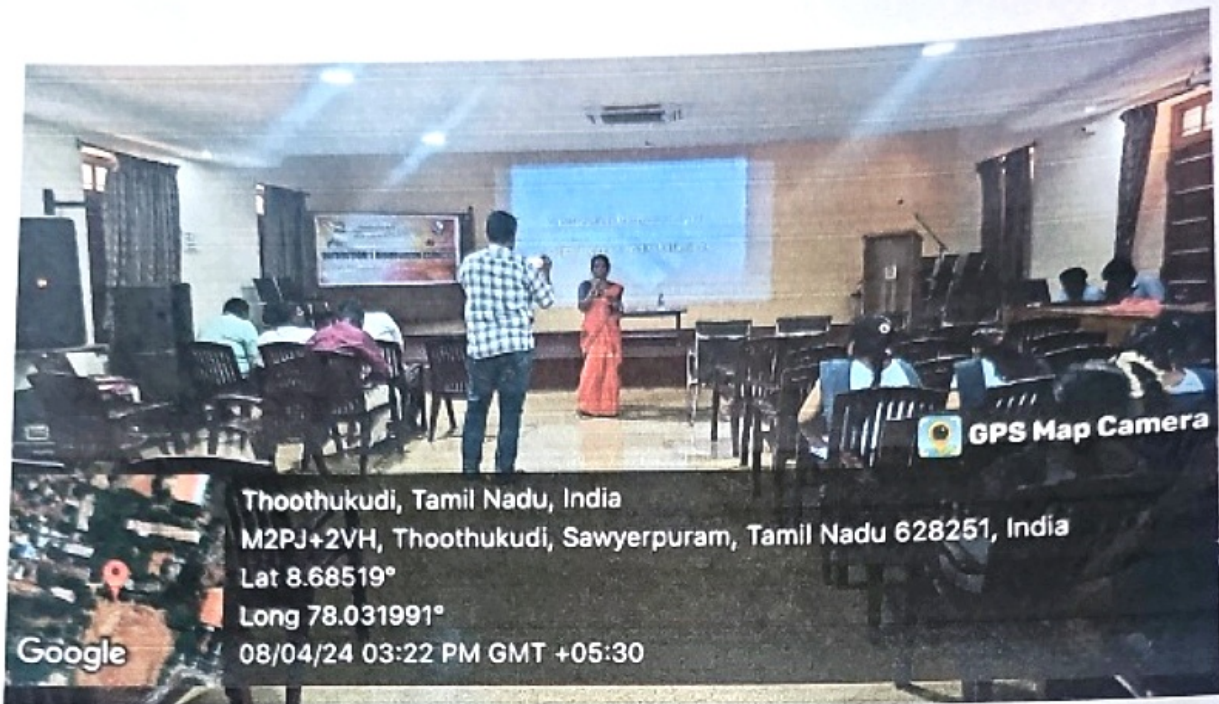 GPS Map Camera
Thoothukudi, Tamil Nadu, India
M2PJ+2VH, Thoothukudi, Sawyerpuram, Tamil Nadu 628251, India
Lat 8.68519°
Long 78.031991°
08/04/24 03:22 PM GMT +05:30
Google